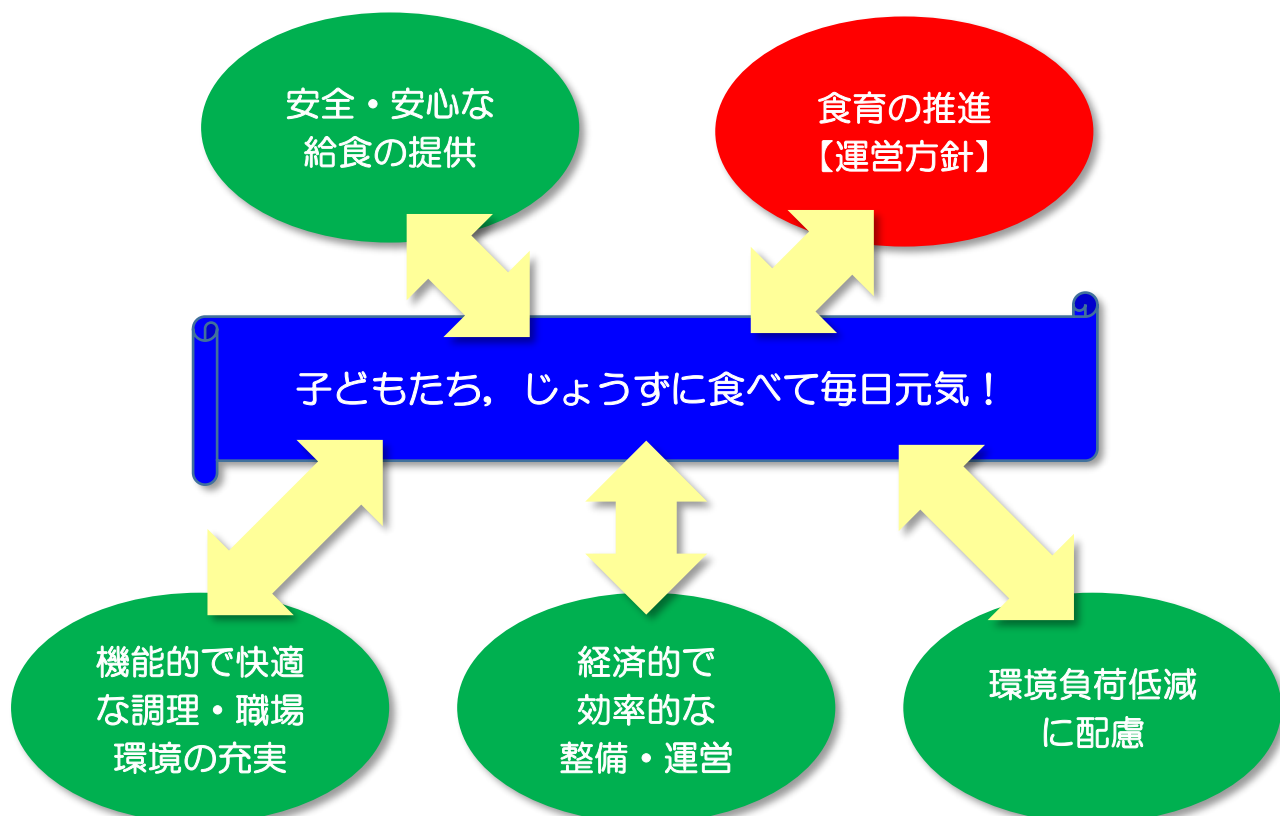 安全・安心な
給食の提供
食育の推進
【運営方針】
子どもたち，じょうずに食べて毎日元気！
機能的で快適
な調理・職場
環境の充実
経済的で
効率的な
整備・運営
環境負荷低減
に配慮